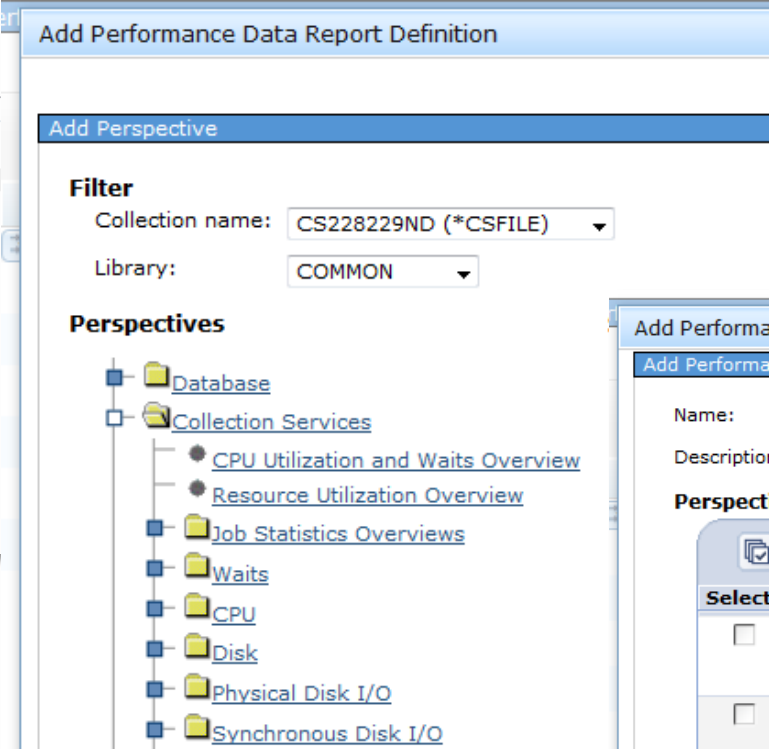 Add Performance Data Report Definition
Add Perspective
Filter
Collection name: CS228229ND (*CSFILE)
Library: COMMON
Perspectives
Database
Collection Services
CPU Utilization and Waits Overview
Resource Utilization Overview
Job Statistics Overviews
Waits
CPU
Disk
Physical Disk I/O
Synchronous Disk I/O
Add Performa
Add Performa
Name:
Description
Perspecti
Select